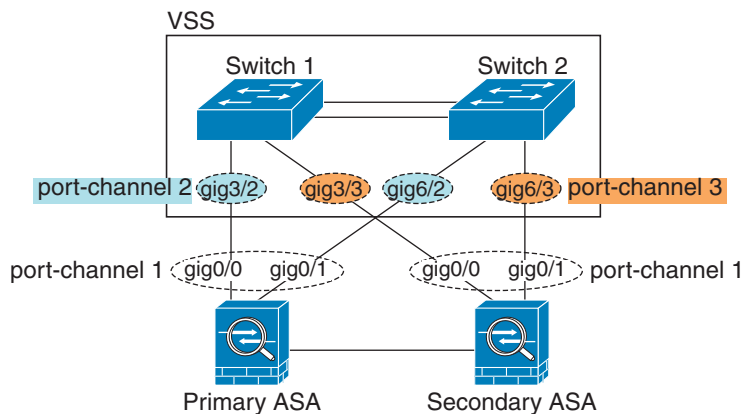 VSS
Switch 1 Switch 2
port-channel 2 gig3/2 gig3/3 gig6/2 gig6/3 port-channel 3
port-channel 1 gig0/0 gig0/1 gig0/0 gig0/1 port-channel 1
Primary ASA Secondary ASA